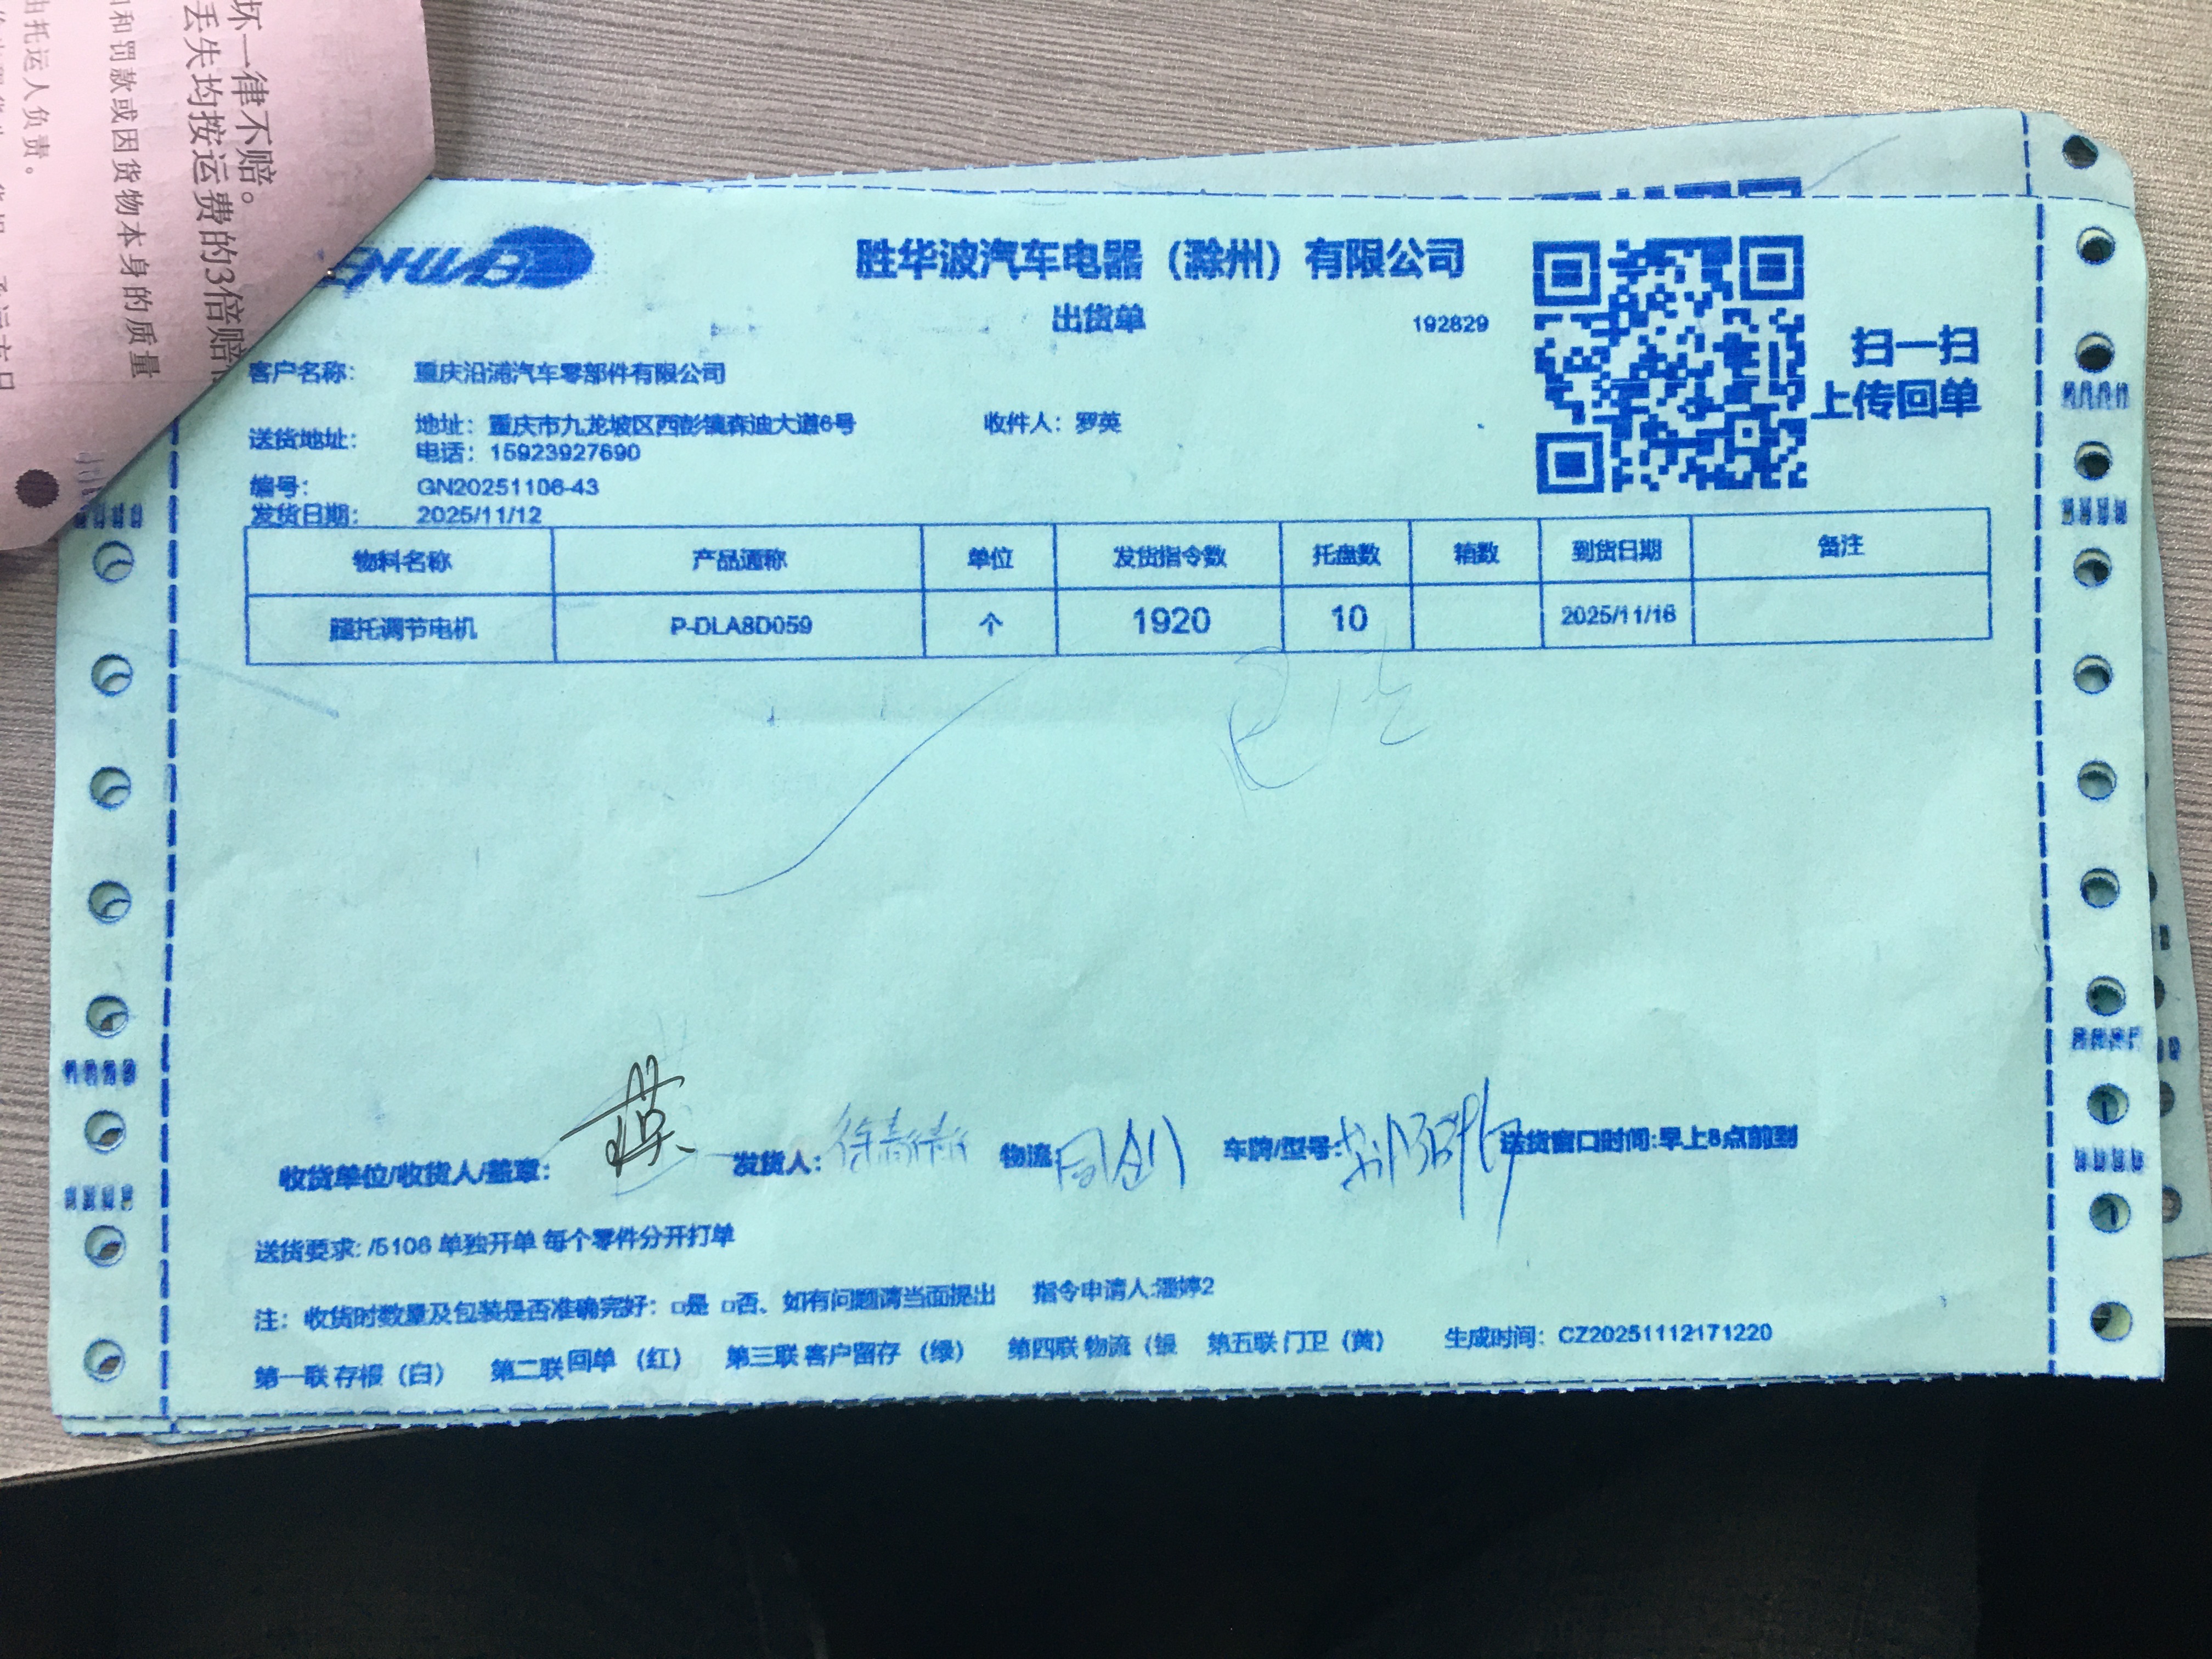 坏一律不赔。
丢失均按运费的3倍赔
和罚款或因货物本身的质量
由托运人负责。
胜华波汽车电器（滁州）有限公司
出货单
192829
扫一扫
上传回单
客户名称： 重庆沿浦汽车零部件有限公司
送货地址： 地址：重庆市九龙坡区西彭镇森迪大道6号 收件人：罗英
电话：15923927690
编号： GN20251106-43
发货日期： 2025/11/12
物料名称 产品通称 单位 发货指令数 托盘数 箱数 到货日期 备注
腿托调节电机 P-DLA8D059 个 1920 10 2025/11/16
收货单位/收货人/盖章： 发货人： 徐 物流： 车牌/型号: 送货窗口时间:早上8点前到
送货要求: /5106 单独开单 每个零件分开打单
注： 收货时数量及包装是否准确完好：□是 □否、如有问题请当面提出 指令申请人:潘婷2
第一联 存根（白） 第二联 回单（红） 第三联 客户留存（绿） 第四联 物流（银 第五联 门卫（黄） 生成时间： CZ20251112171220